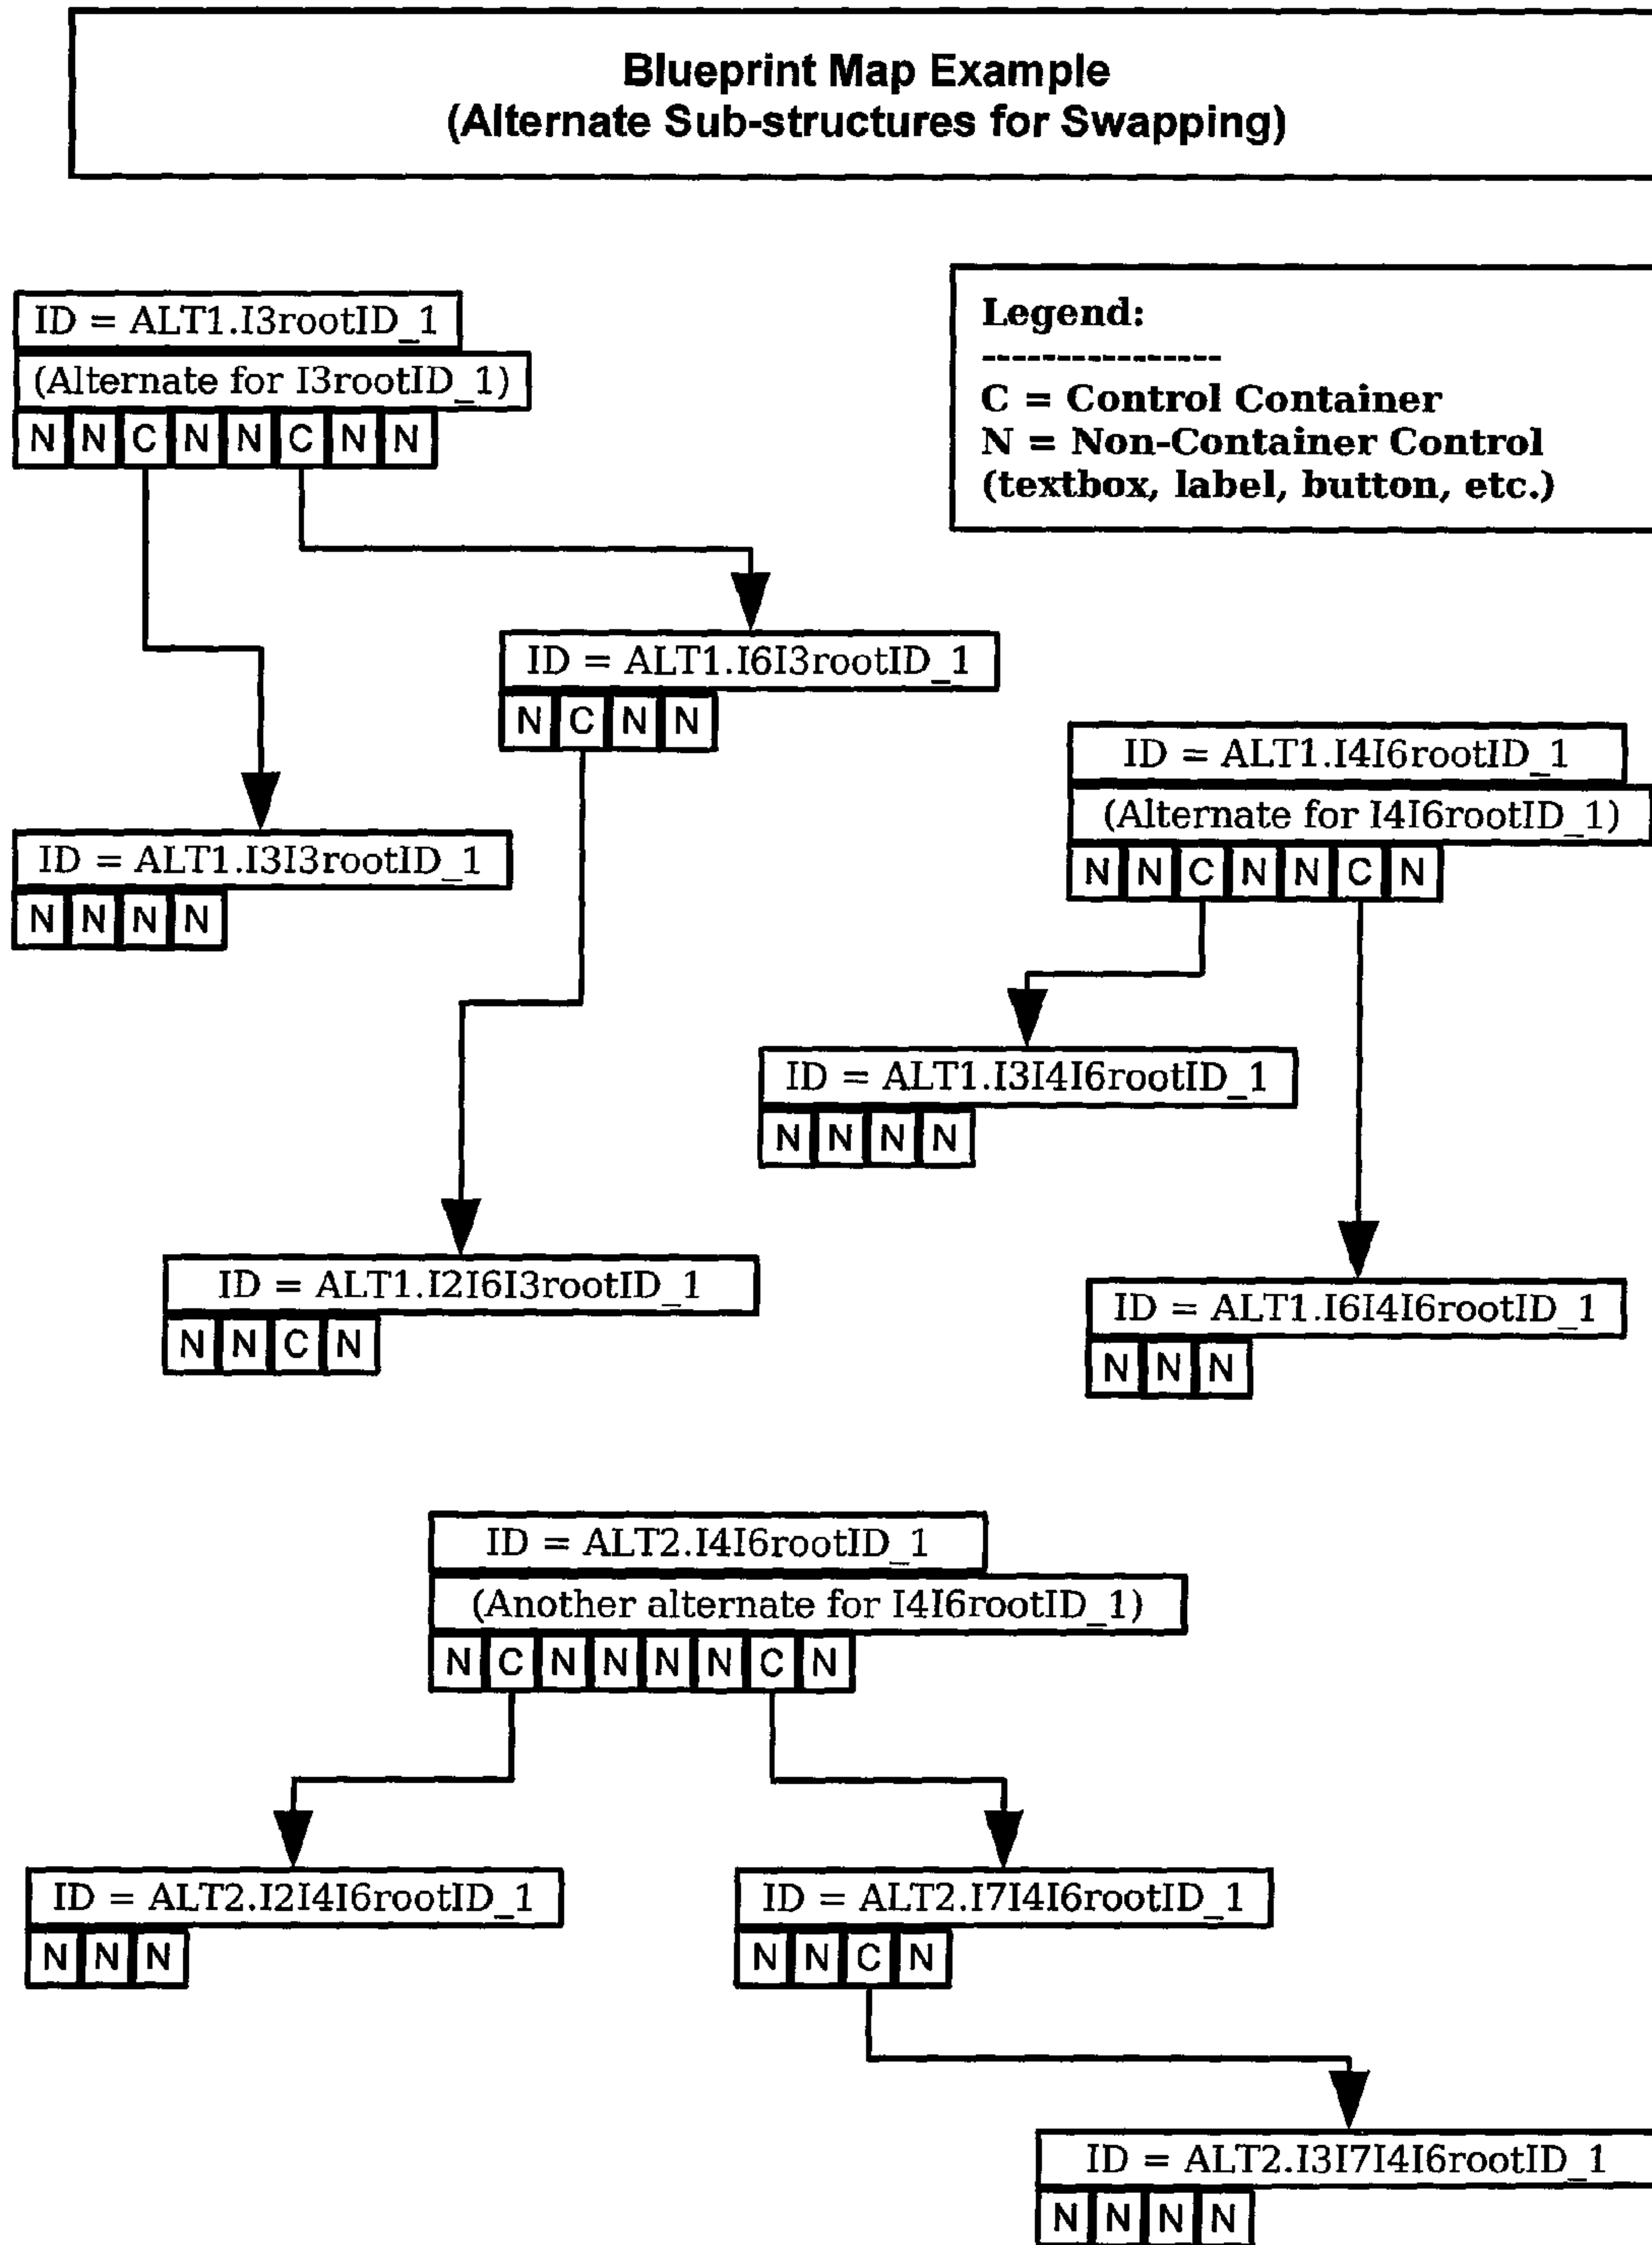 Blueprint Map Example
(Alternate Sub-structures for Swapping)
ID = ALT1.I3rootID_1
(Alternate for I3rootID_1)
N N C N N C N N
Legend:
----------------
C = Control Container
N = Non-Container Control
(textbox, label, button, etc.)
ID = ALT1.I6I3rootID_1
N C N N
ID = ALT1.I4I6rootID_1
(Alternate for I4I6rootID_1)
N N C N N C N
ID = ALT1.I3I3rootID_1
N N N N
ID = ALT1.I3I4I6rootID_1
N N N N
ID = ALT1.I2I6I3rootID_1
N N C N
ID = ALT1.I6I4I6rootID_1
N N N
ID = ALT2.I4I6rootID_1
(Another alternate for I4I6rootID_1)
N C N N N N C N
ID = ALT2.I2I4I6rootID_1
N N N
ID = ALT2.I7I4I6rootID_1
N N C N
ID = ALT2.I3I7I4I6rootID_1
N N N N